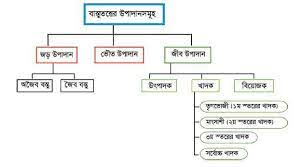 বাস্তুতন্ত্রের উপাদানসমূহ
জড় উপাদান
ভৌত উপাদান
জীব উপাদান
অজৈব বস্তু
জৈব বস্তু
উৎপাদক
খাদক
বিয়োজক
তৃণভোজী (১ম স্তরের খাদক)
মাংসাশী (২য় স্তরের খাদক)
৩য় স্তরের খাদক
সর্বোচ্চ খাদক